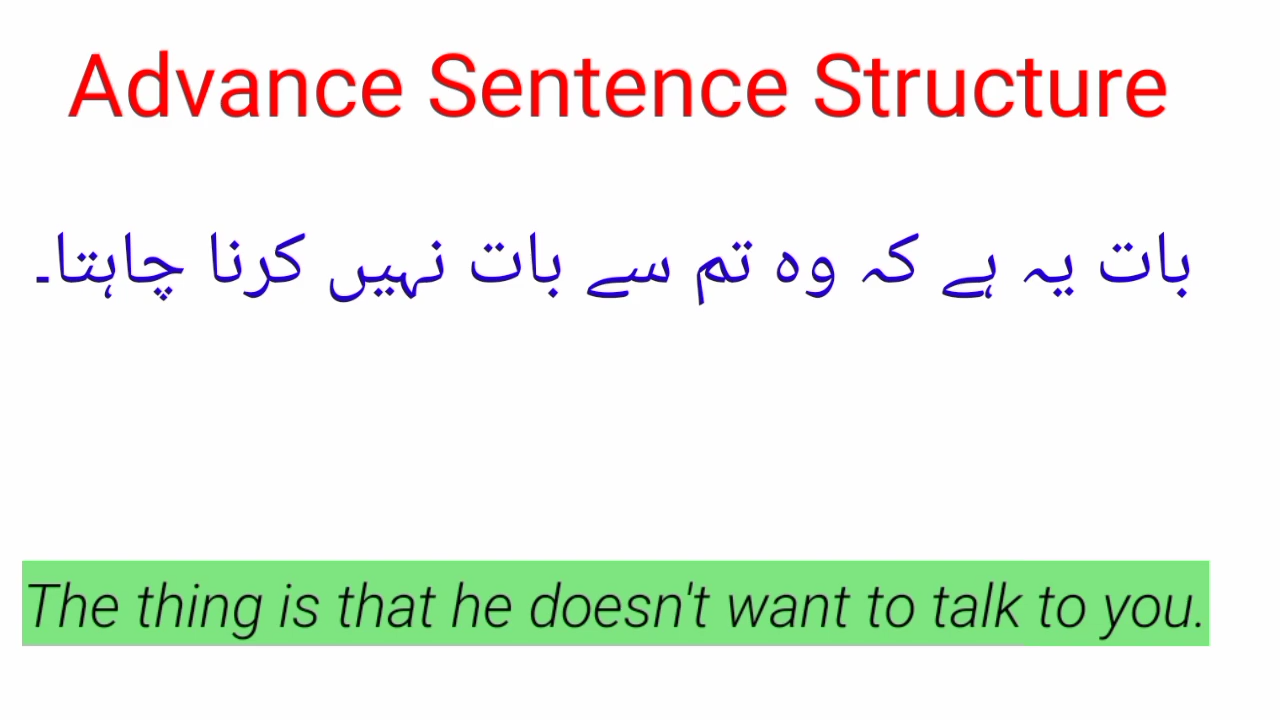 Advance Sentence Structure
بات یہ ہے کہ وہ تم سے بات نہیں کرنا چاہتا۔
The thing is that he doesn't want to talk to you.